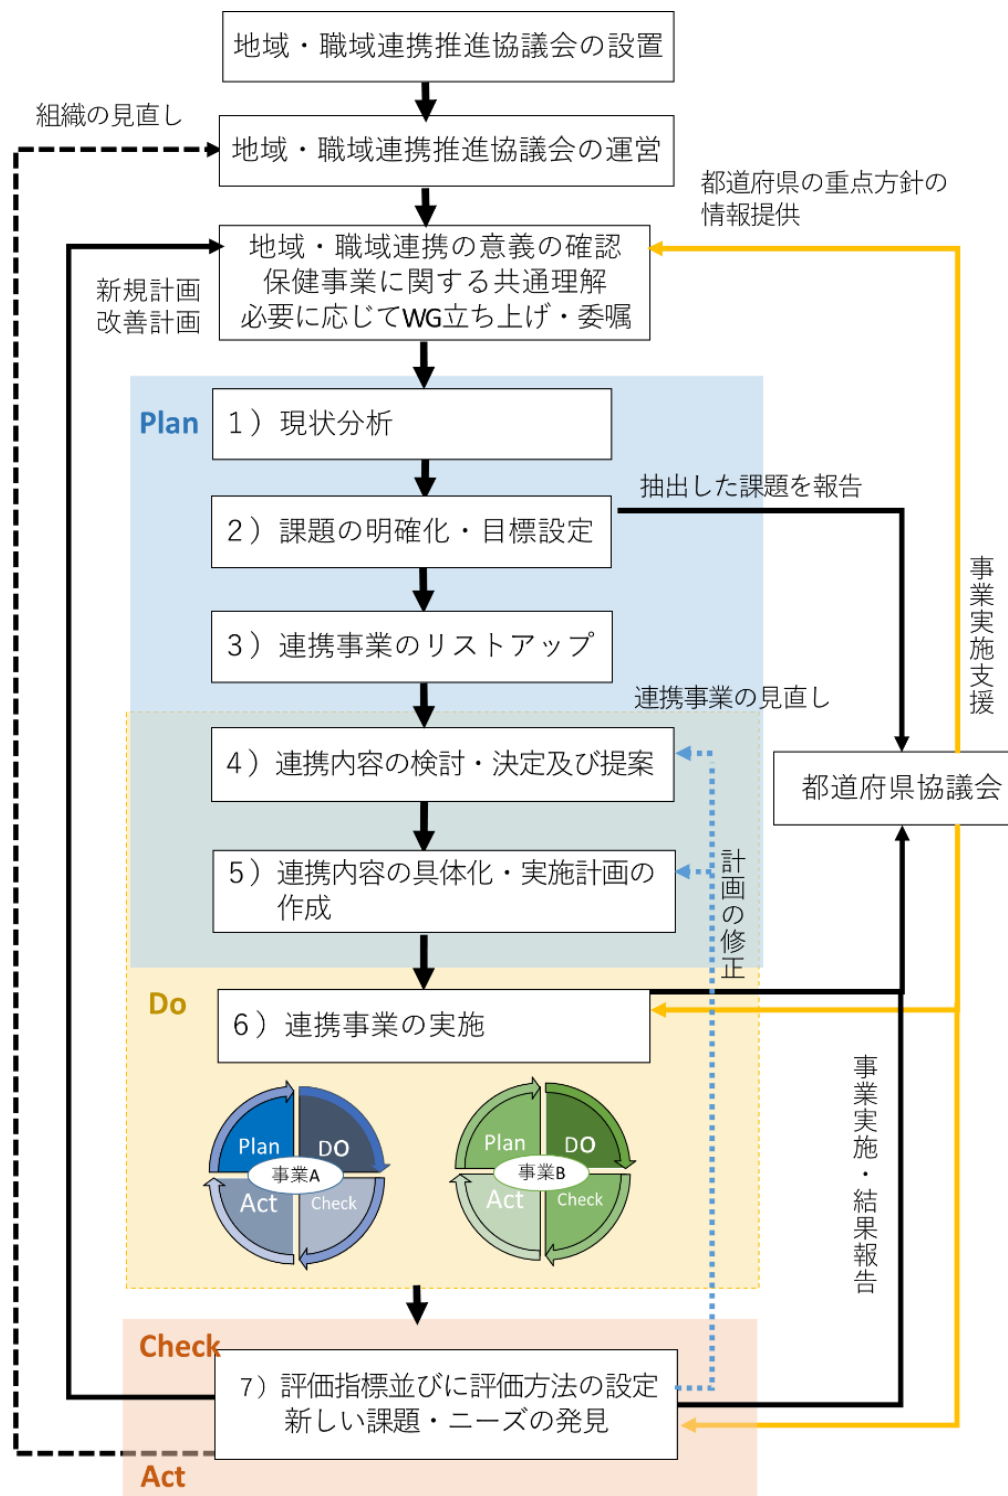 地域・職域連携推進協議会の設置
組織の見直し
地域・職域連携推進協議会の運営
都道府県の重点方針の
情報提供
地域・職域連携の意義の確認
保健事業に関する共通理解
必要に応じてWG立ち上げ・委嘱
新規計画
改善計画
Plan
1）現状分析
抽出した課題を報告
2）課題の明確化・目標設定
事業実施支援
3）連携事業のリストアップ
連携事業の見直し
4）連携内容の検討・決定及び提案
都道府県協議会
5）連携内容の具体化・実施計画の
作成
計画の修正
Do
6）連携事業の実施
事業実施・結果報告
Plan
DO
事業A
Act
Check
Plan
DO
事業B
Act
Check
Check
7）評価指標並びに評価方法の設定
新しい課題・ニーズの発見
Act